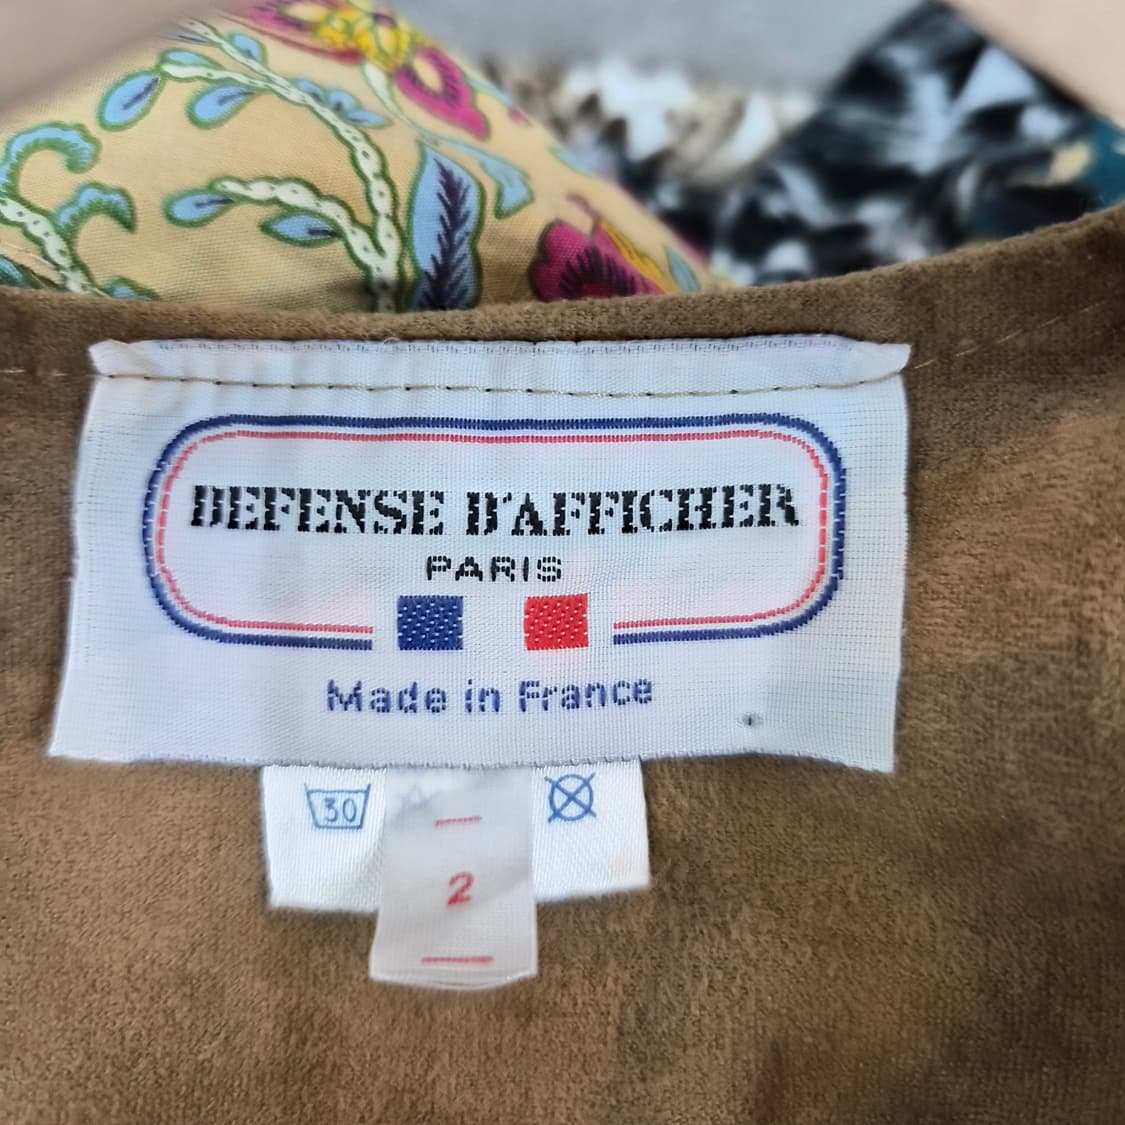 DEFENSE D'AFFICHER
PARIS
Made in France
30
2